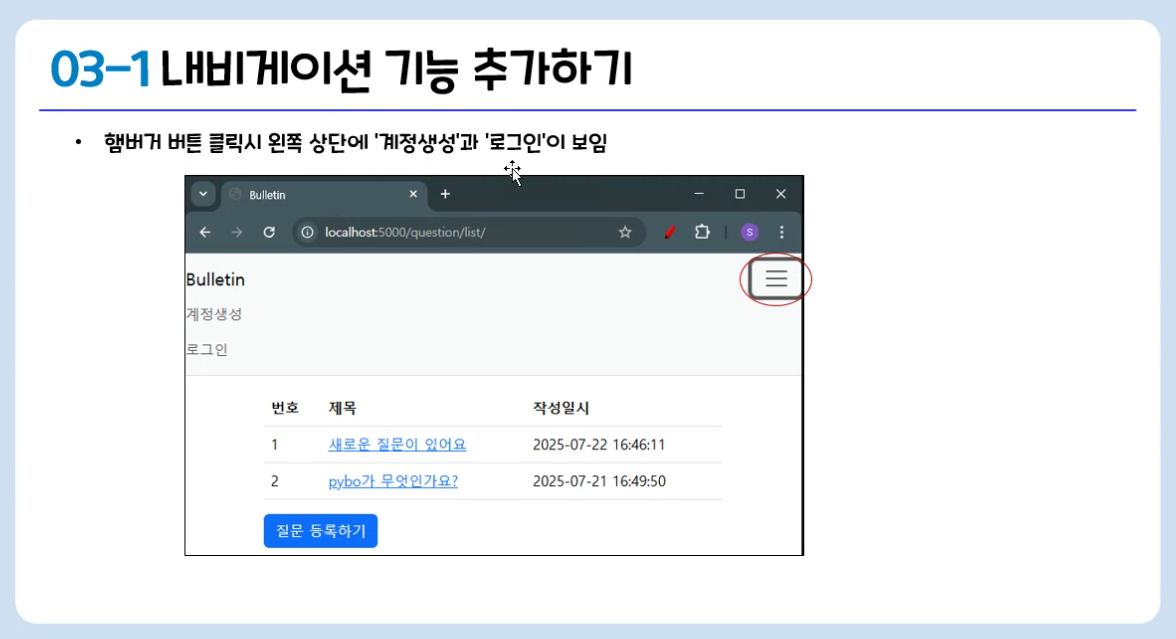 03-1 내비게이션 기능 추가하기
• 햄버거 버튼 클릭시 왼쪽 상단에 '계정생성'과 '로그인'이 보임
Bulletin
localhost:5000/question/list/
S
Bulletin
계정생성
로그인
번호 제목 작성일시
1 새로운 질문이 있어요 2025-07-22 16:46:11
2 pybo가 무엇인가요? 2025-07-21 16:49:50
질문 등록하기